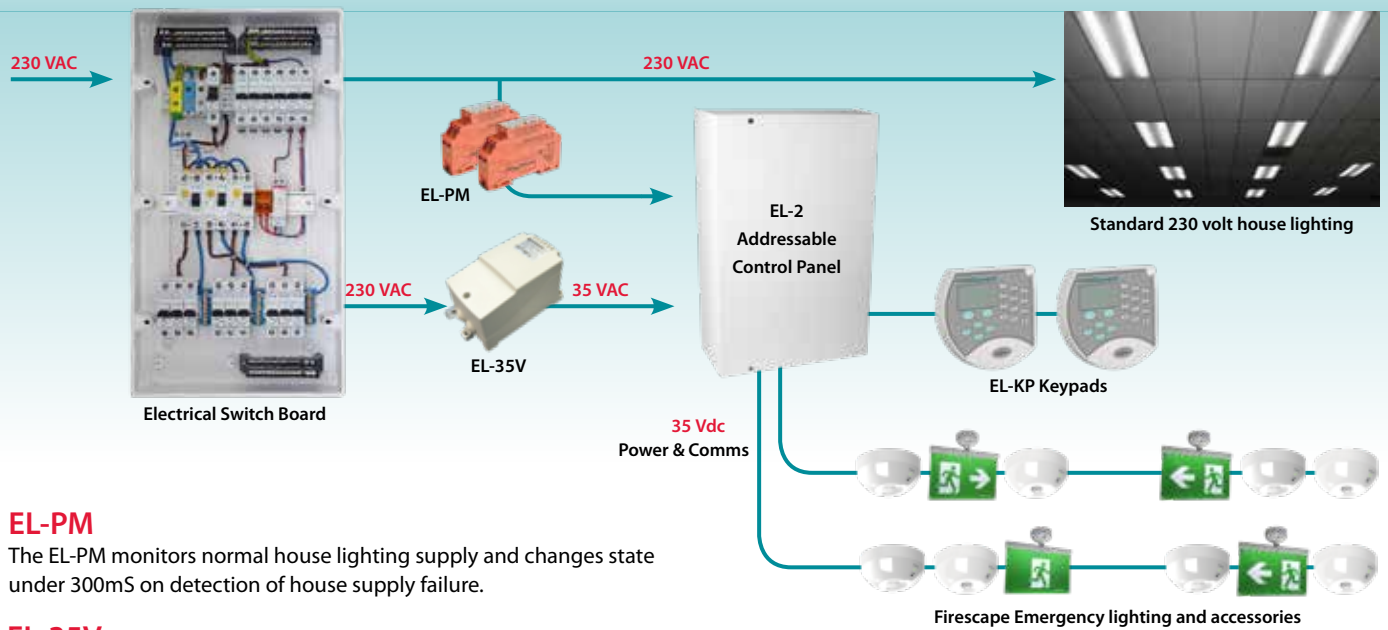 230 VAC
230 VAC
EL-PM
EL-2
Addressable
Control Panel
Standard 230 volt house lighting
230 VAC
35 VAC
EL-35V
EL-KP Keypads
Electrical Switch Board
35 Vdc
Power & Comms
EL-PM
The EL-PM monitors normal house lighting supply and changes state
under 300mS on detection of house supply failure.
Firescape Emergency lighting and accessories
EL-35V